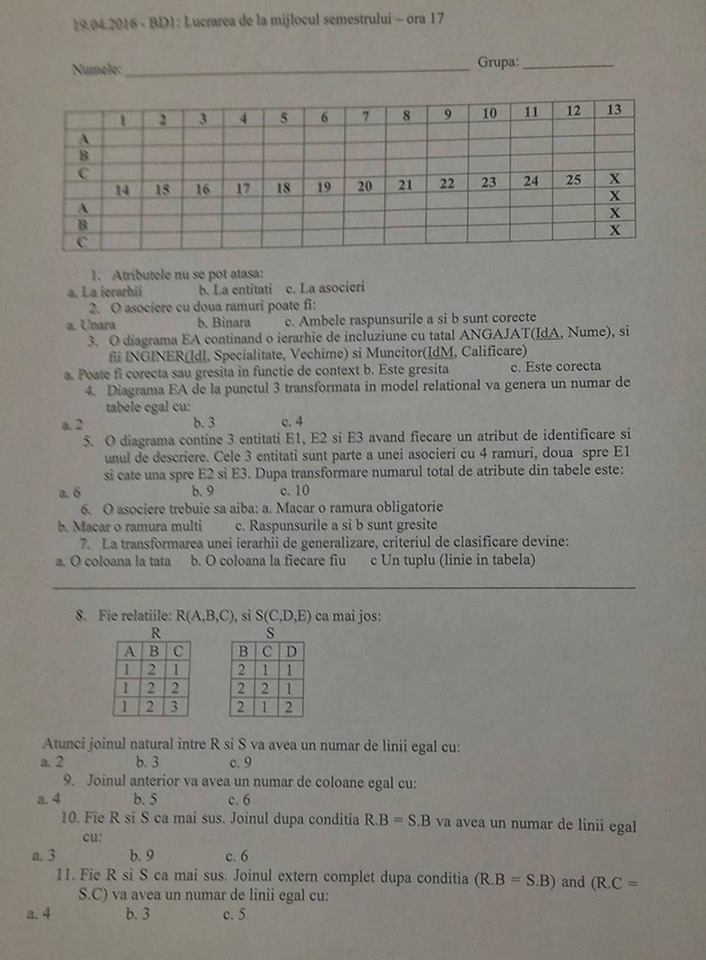 19.04.2016 - BD1: Lucrarea de la mijlocul semestrului – ora 17
Numele: Grupa:
1 2 3 4 5 6 7 8 9 10 11 12 13
A
B
C
14 15 16 17 18 19 20 21 22 23 24 25 X
A X
B X
C X
1. Atributele nu se pot atasa:
a. La ierarhii b. La entitati c. La asocieri
2. O asociere cu doua ramuri poate fi:
a. Unara b. Binara c. Ambele raspunsurile a si b sunt corecte
3. O diagrama EA continand o ierarhie de incluziune cu tatal ANGAJAT(IdA, Nume), si
fii INGINER(IdI, Specialitate, Vechime) si Muncitor(IdM, Calificare)
a. Poate fi corecta sau gresita in functie de context b. Este gresita c. Este corecta
4. Diagrama EA de la punctul 3 transformata in model relational va genera un numar de
tabele egal cu:
a. 2 b. 3 c. 4
5. O diagrama contine 3 entitati E1, E2 si E3 avand fiecare un atribut de identificare si
unul de descriere. Cele 3 entitati sunt parte a unei asocieri cu 4 ramuri, doua spre E1
si cate una spre E2 si E3. Dupa transformare numarul total de atribute din tabele este:
a. 6 b. 9 c. 10
6. O asociere trebuie sa aiba: a. Macar o ramura obligatorie
b. Macar o ramura multi c. Raspunsurile a si b sunt gresite
7. La transformarea unei ierarhii de generalizare, criteriul de clasificare devine:
a. O coloana la tata b. O coloana la fiecare fiu c Un tuplu (linie in tabela)
8. Fie relatiile: R(A,B,C), si S(C,D,E) ca mai jos:
R S
A B C B C D
1 2 1 2 1 1
1 2 2 2 2 1
1 2 3 2 1 2
Atunci joinul natural intre R si S va avea un numar de linii egal cu:
a. 2 b. 3 c. 9
9. Joinul anterior va avea un numar de coloane egal cu:
a. 4 b. 5 c. 6
10. Fie R si S ca mai sus. Joinul dupa conditia R.B = S.B va avea un numar de linii egal
cu:
a. 3 b. 9 c. 6
11. Fie R si S ca mai sus. Joinul extern complet dupa conditia (R.B = S.B) and (R.C =
S.C) va avea un numar de linii egal cu:
a. 4 b. 3 c. 5